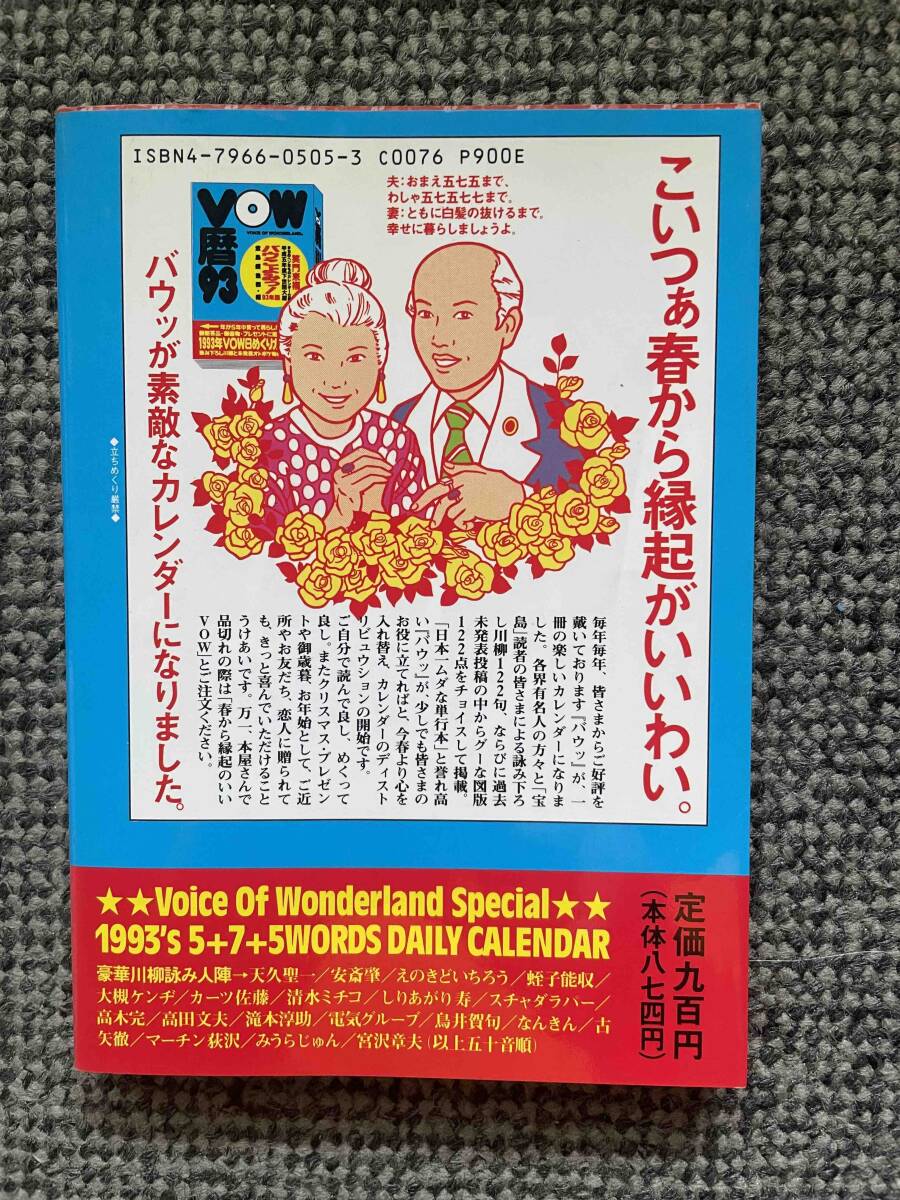 ISBN4-7966-0505-3 C0076 P900E
こいつぁ春から縁起がいいわい。
夫：おまえ五七五まで、
わしゃ五七五七七まで。
妻：ともに白髪の抜けるまで。
幸せに暮らしましょうよ。
VOW
VOICE OF WONDERLAND.
暦
93
笑門来福
93年版
1993年VOW日めくり
バウッが素敵なカレンダーになりました。
◆立ちめくり厳禁◆
毎年毎年、皆さまからご好評を
戴いております『バウッ』が、一
冊の楽しいカレンダーになりま
した。各界有名人の方々と「宝
島」読者の皆さまによる詠み下ろ
し川柳122句、ならびに過去
未発表投稿の中からグーな図版
122点をチョイスして掲載。
「日本一ムダな単行本」と誉れ高
い『バウッ』が、少しでも皆さまの
お役に立てればと、今春より心を
入れ替え、カレンダーのディスト
リビュウションの開始です。
ご自分で読んで良し、めくって
良し。またクリスマス・プレゼン
トや御歳暮、お年始として、ご近
所やお友だち、恋人に贈られて
も、きっと喜んでいただけること
うけあいです。万一、本屋さんで
品切れの際は「春から縁起のいい
VOW」とご注文ください。
★★Voice Of Wonderland Special★★
1993's 5+7+5WORDS DAILY CALENDAR
豪華川柳詠み人陣→天久聖一／安斎肇／えのきどいちろう／蛭子能収／
大槻ケンヂ／カーツ佐藤／清水ミチコ／しりあがり寿／スチャダラパー／
高木完／高田文夫／滝本淳助／電気グルーブ／鳥井賀句／なんきん／古
矢徹／マーチン荻沢／みうらじゅん／宮沢章夫（以上五十音順）
定価九百円
（本体八七四円）